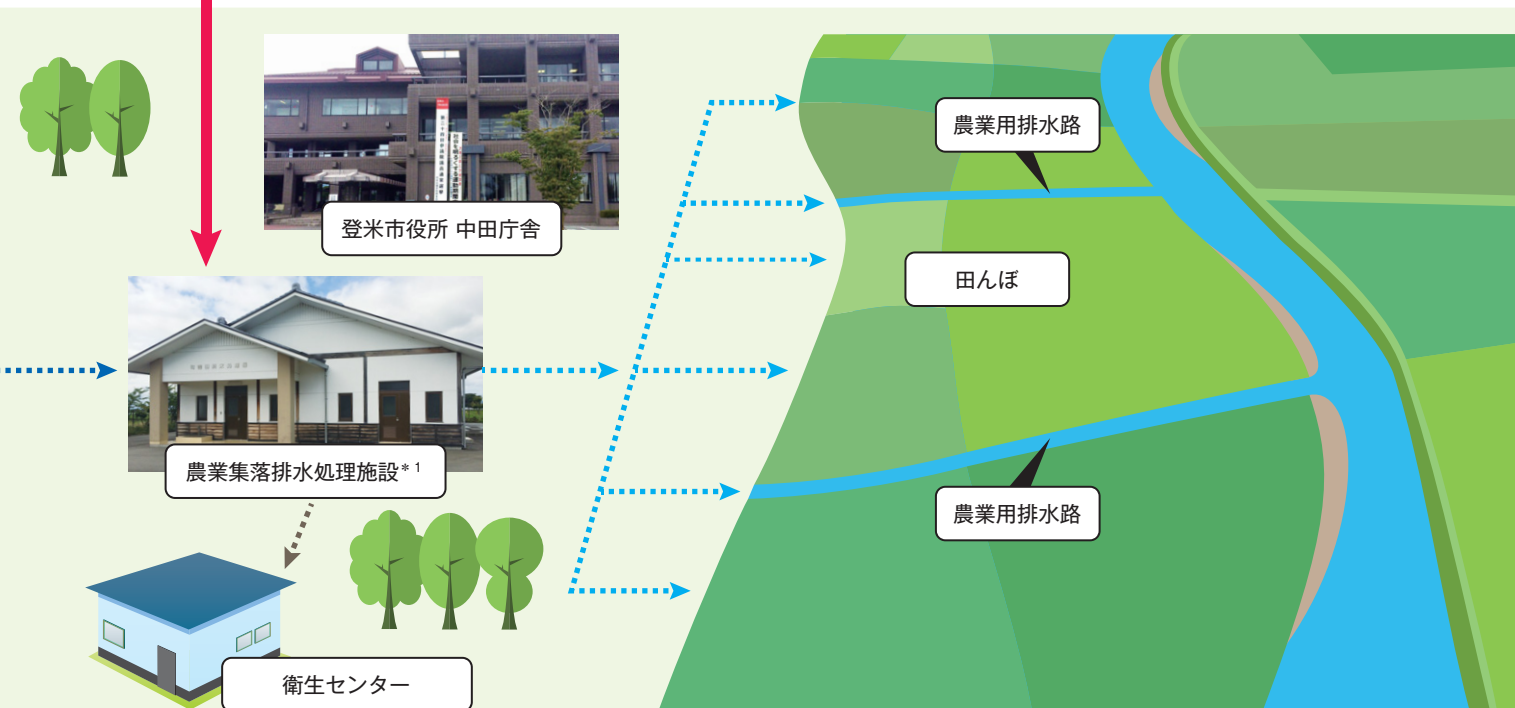 登米市役所 中田庁舎
農業用排水路
田んぼ
農業集落排水処理施設*1
農業用排水路
衛生センター